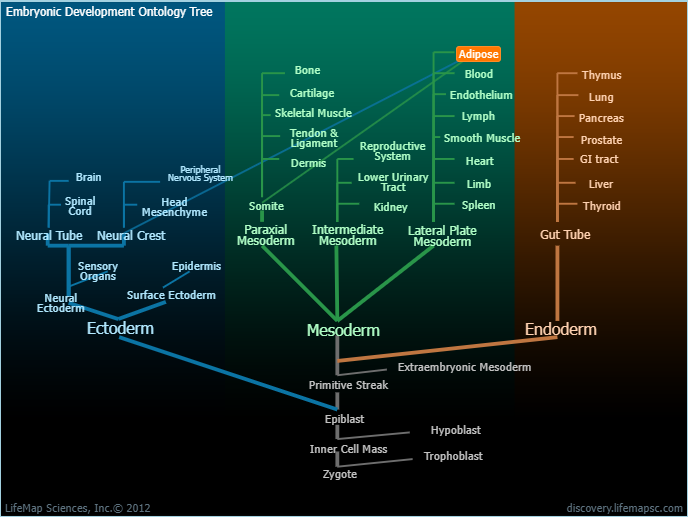 Embryonic Development Ontology Tree
Adipose
Bone
Blood
Thymus
Cartilage
Endothelium
Lung
Skeletal Muscle
Lymph
Pancreas
Tendon &
Ligament
Smooth Muscle
Prostate
Reproductive
System
Dermis
Heart
GI tract
Peripheral
Nervous System
Brain
Lower Urinary
Tract
Limb
Liver
Spinal
Cord
Head
Mesenchyme
Somite
Kidney
Spleen
Thyroid
Neural Tube
Neural Crest
Paraxial
Mesoderm
Intermediate
Mesoderm
Lateral Plate
Mesoderm
Gut Tube
Sensory
Organs
Epidermis
Neural
Ectoderm
Surface Ectoderm
Ectoderm
Mesoderm
Endoderm
Extraembryonic Mesoderm
Primitive Streak
Epiblast
Hypoblast
Inner Cell Mass
Trophoblast
Zygote
LifeMap Sciences, Inc.© 2012
discovery.lifemapsc.com